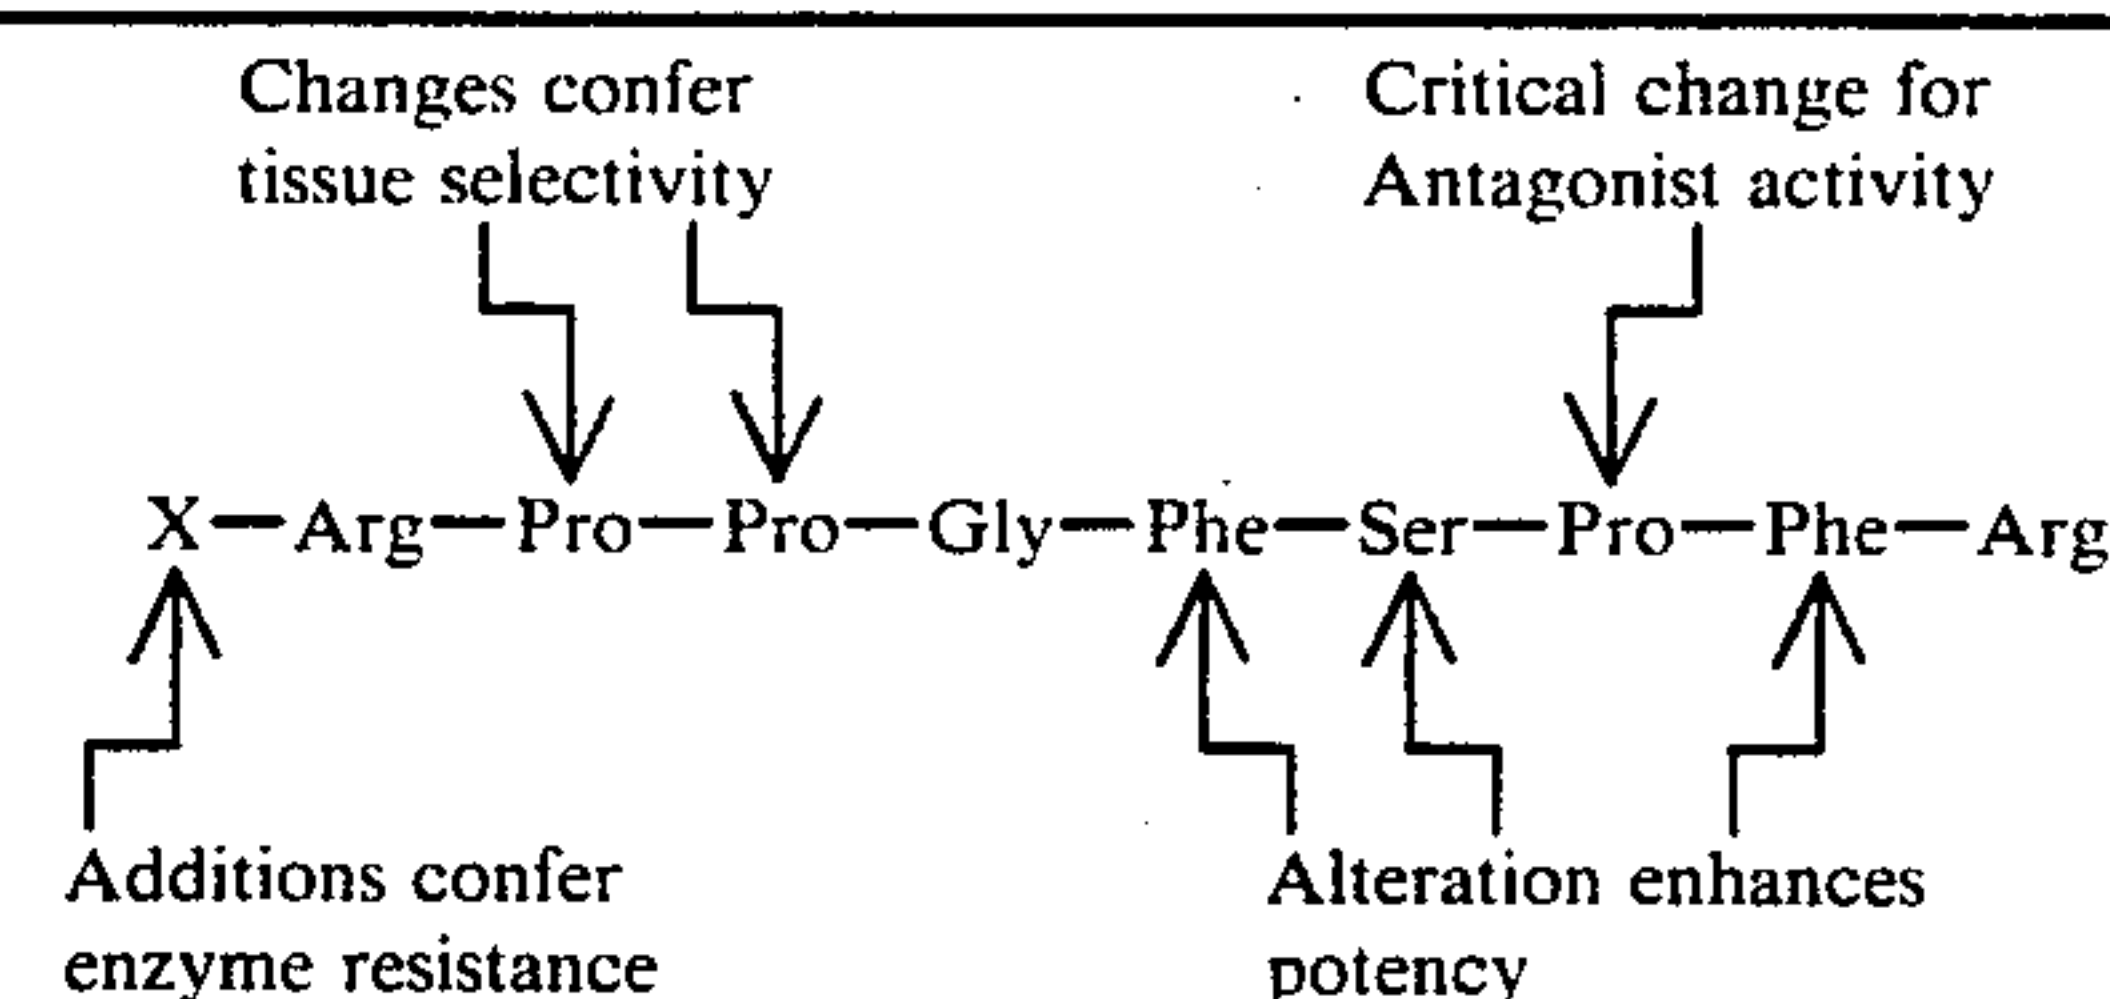 Changes confer
tissue selectivity
Critical change for
Antagonist activity
X—Arg—Pro—Pro—Gly—Phe—Ser—Pro—Phe—Arg
Additions confer
enzyme resistance
Alteration enhances
potency